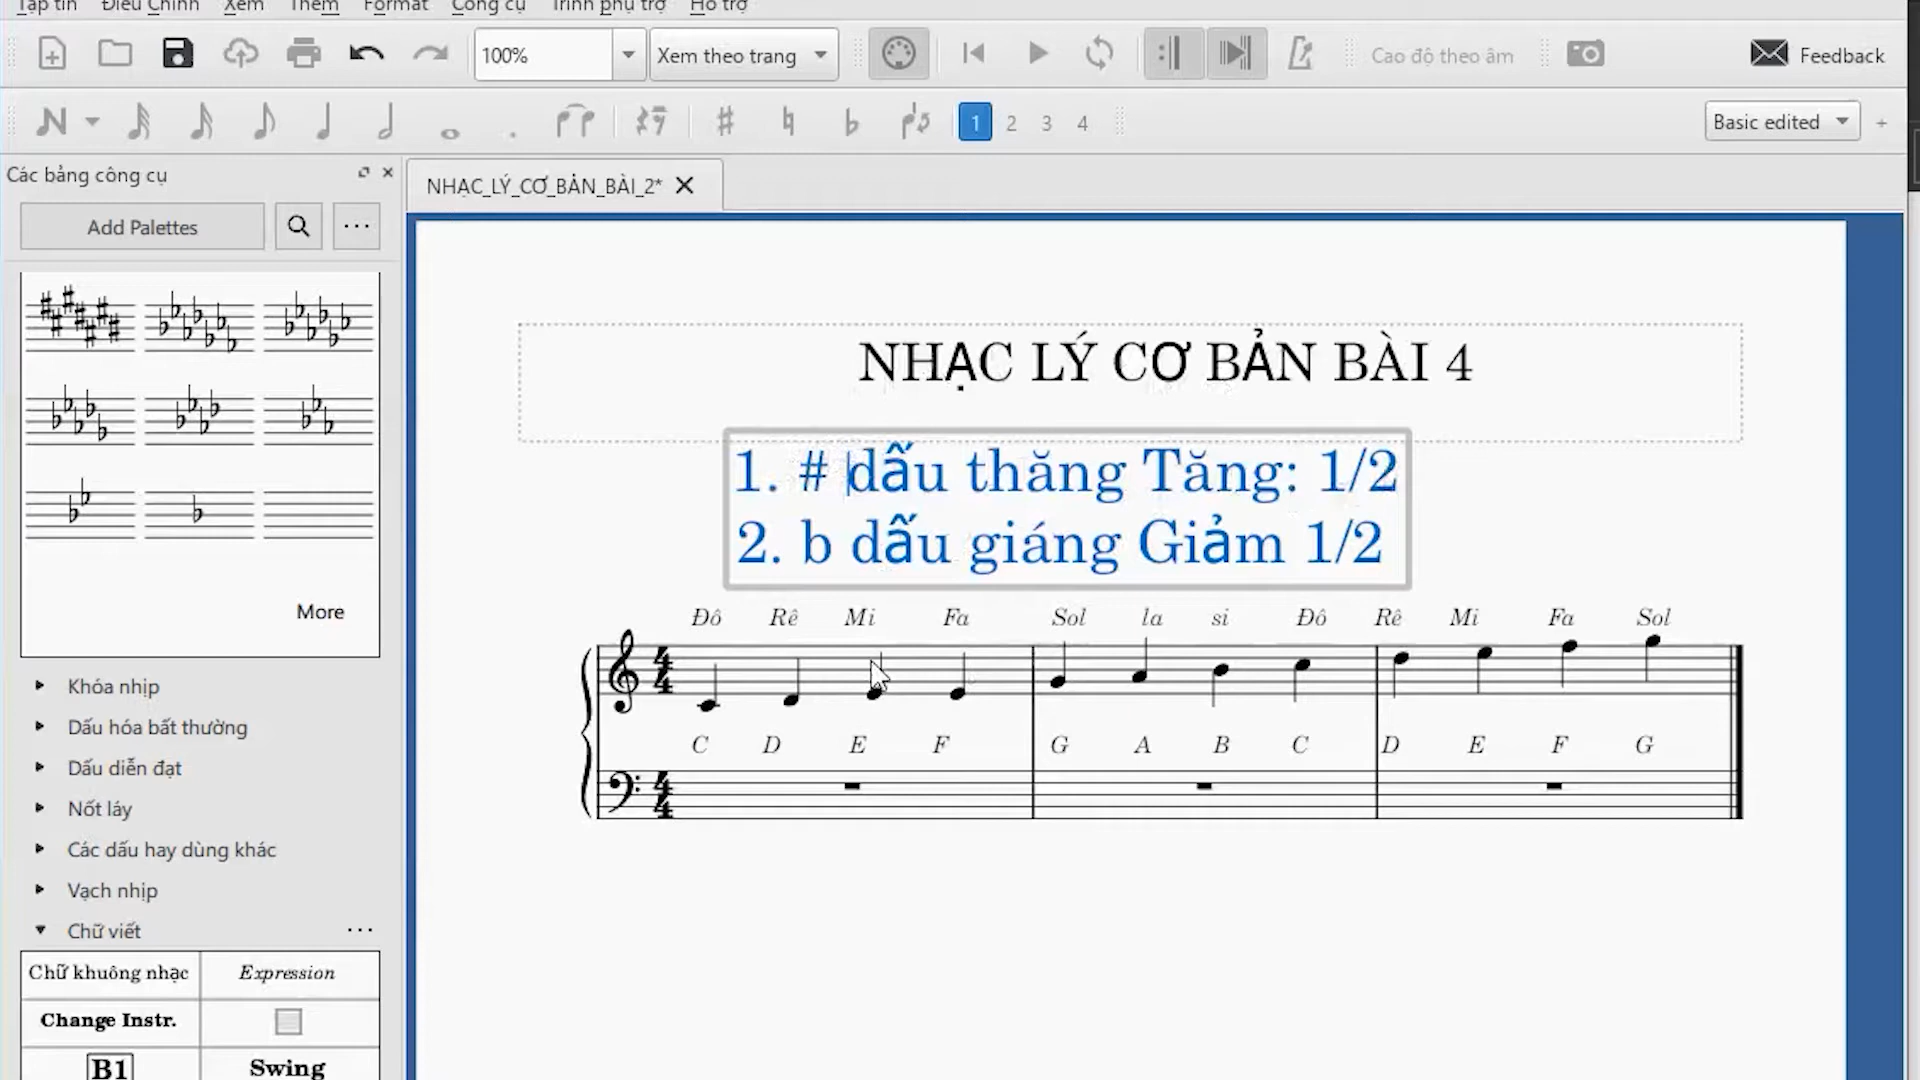 Tập tin Điều Chỉnh Xem Thêm Format Công cụ Trình phụ trợ Hỗ trợ
100% Xem theo trang Cao độ theo âm Feedback
1 2 3 4 Basic edited +
Các bảng công cụ
NHẠC_LÝ_CƠ_BẢN_BÀI_2*
Add Palettes ...
NHẠC LÝ CƠ BẢN BÀI 4
1. # dấu thăng Tăng: 1/2
2. b dấu giáng Giảm 1/2
More
Đô Rê Mi Fa Sol la si Đô Rê Mi Fa Sol
C D E F G A B C D E F G
Khóa nhịp
Dấu hóa bất thường
Dấu diễn đạt
Nốt láy
Các dấu hay dùng khác
Vạch nhịp
Chữ viết ...
Chữ khuông nhạc Expression
Change Instr.
B1 Swing